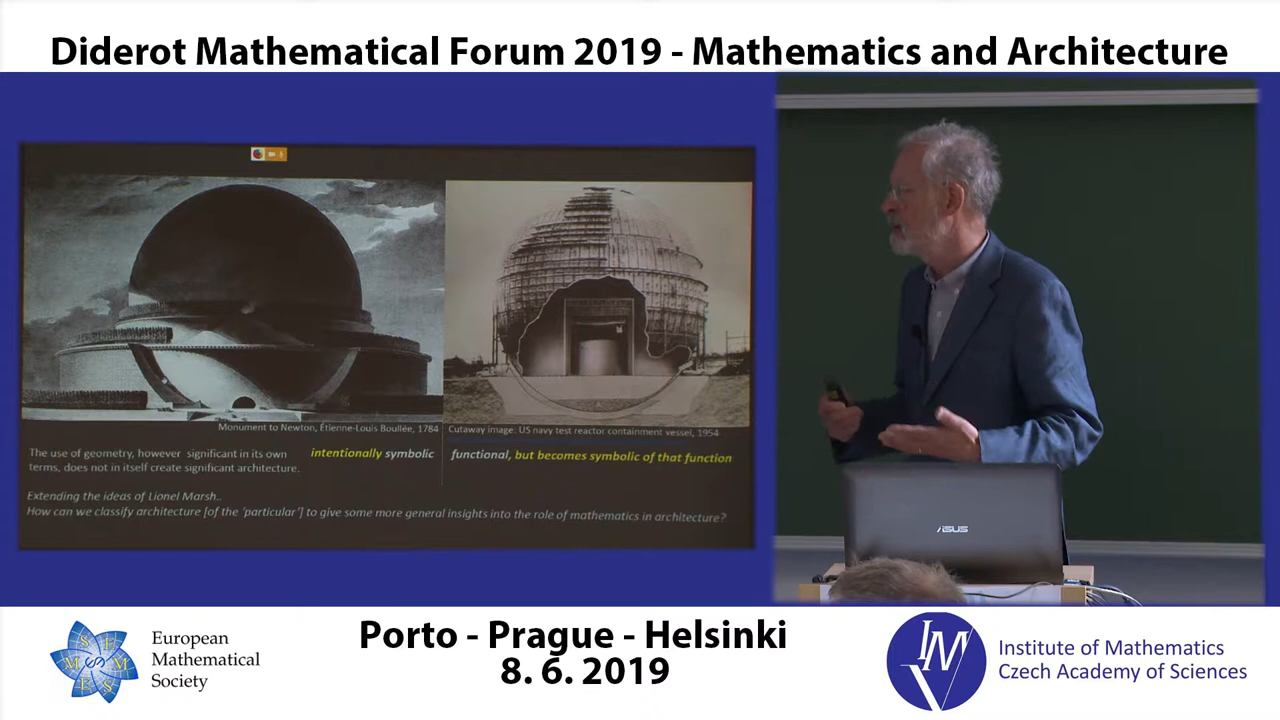 Diderot Mathematical Forum 2019 - Mathematics and Architecture
Monument to Newton, Étienne-Louis Boullée, 1784
Cutaway image: US navy test reactor containment vessel, 1954
The use of geometry, however significant in its own
terms, does not in itself create significant architecture.
intentionally symbolic
functional, but becomes symbolic of that function
Extending the ideas of Lionel Marsh..
How can we classify architecture [of the 'particular'] to give some more general insights into the role of mathematics in architecture?
ASUS
S E M M E S
European
Mathematical
Society
Porto - Prague - Helsinki
8. 6. 2019
IM
Institute of Mathematics
Czech Academy of Sciences